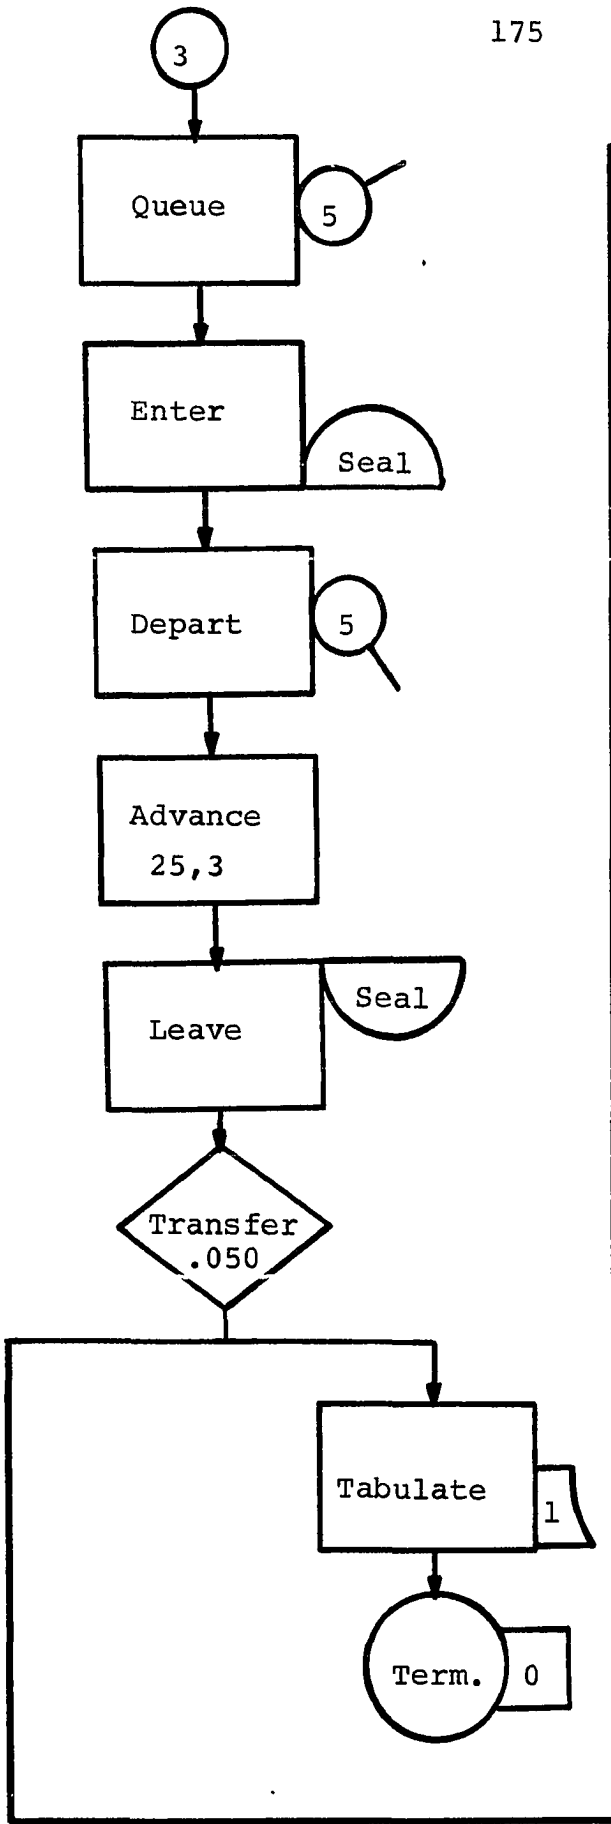 175
3
Queue
5
Enter
Seal
Depart
5
Advance
25,3
Leave
Seal
Transfer
.050
Tabulate
1
Term.
0